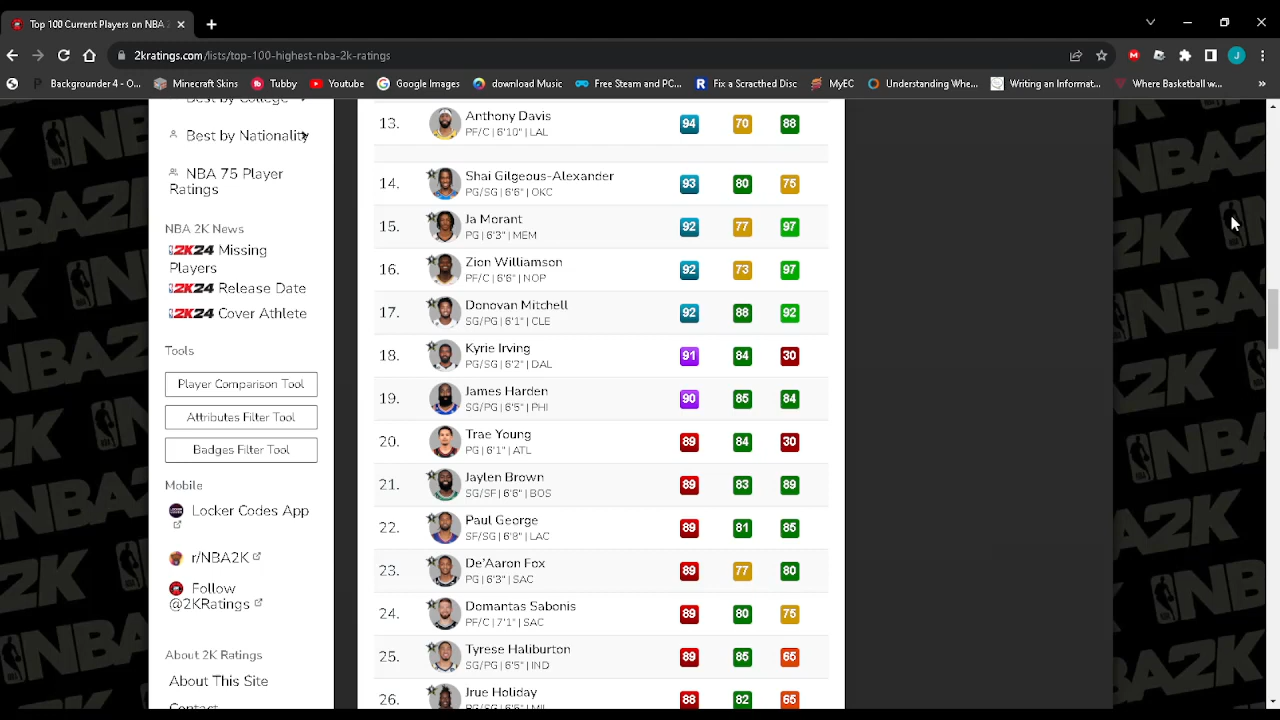 Top 100 Current Players on NBA 2
2kratings.com/lists/top-100-highest-nba-2k-ratings
J
Backgrounder 4 - O...
Minecraft Skins
Tubby
Youtube
Google Images
download Music
Free Steam and PC...
Fix a Scracthed Disc
MyEC
Understanding Whe...
Writing an Informat...
Where Basketball w...
Best by College
Best by Nationality
NBA 75 Player
Ratings
NBA 2K News
2K24 Missing
Players
2K24 Release Date
2K24 Cover Athlete
Tools
Player Comparison Tool
Attributes Filter Tool
Badges Filter Tool
Mobile
Locker Codes App
r/NBA2K
Follow
@2KRatings
About 2K Ratings
About This Site
Contact
13. Anthony Davis 94 70 88
PF/C | 6'10" | LAL
14. Shai Gilgeous-Alexander 93 80 75
PG/SG | 6'6" | OKC
15. Ja Morant 92 77 97
PG | 6'3" | MEM
16. Zion Williamson 92 73 97
PF/C | 6'6" | NOP
17. Donovan Mitchell 92 88 92
SG/PG | 6'1" | CLE
18. Kyrie Irving 91 84 30
PG/SG | 6'2" | DAL
19. James Harden 90 85 84
SG/PG | 6'5" | PHI
20. Trae Young 89 84 30
PG | 6'1" | ATL
21. Jaylen Brown 89 83 89
SG/SF | 6'6" | BOS
22. Paul George 89 81 85
SF/SG | 6'8" | LAC
23. De'Aaron Fox 89 77 80
PG | 6'3" | SAC
24. Domantas Sabonis 89 80 75
PF/C | 7'1" | SAC
25. Tyrese Haliburton 89 85 65
SG/PG | 6'5" | IND
26. Jrue Holiday 88 82 65